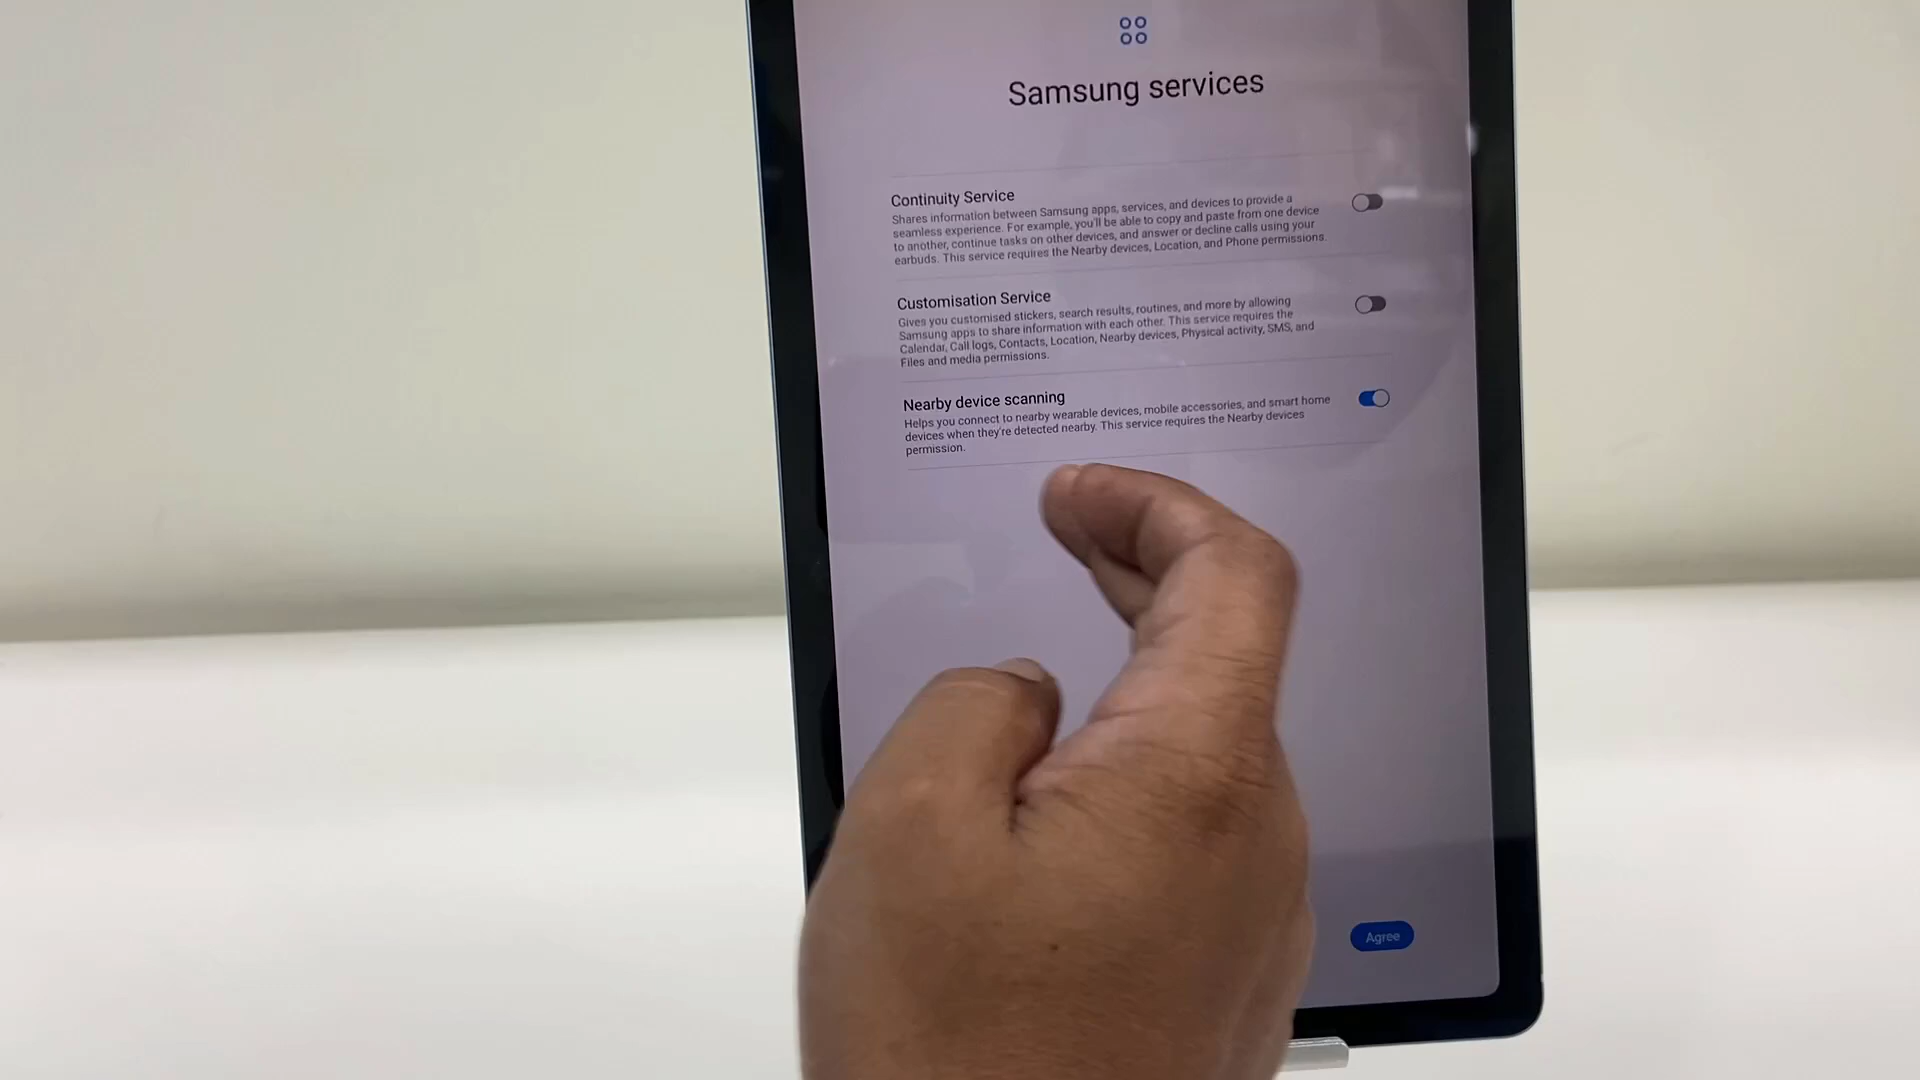 Samsung services
Continuity Service
Shares information between Samsung apps, services, and devices to provide a
seamless experience. For example, you'll be able to copy and paste from one device
to another, continue tasks on other devices, and answer or decline calls using your
earbuds. This service requires the Nearby devices, Location, and Phone permissions.
Customisation Service
Gives you customised stickers, search results, routines, and more by allowing
Samsung apps to share information with each other. This service requires the
Calendar, Call logs, Contacts, Location, Nearby devices, Physical activity, SMS, and
Files and media permissions.
Nearby device scanning
Helps you connect to nearby wearable devices, mobile accessories, and smart home
devices when they're detected nearby. This service requires the Nearby devices
permission.
Agree